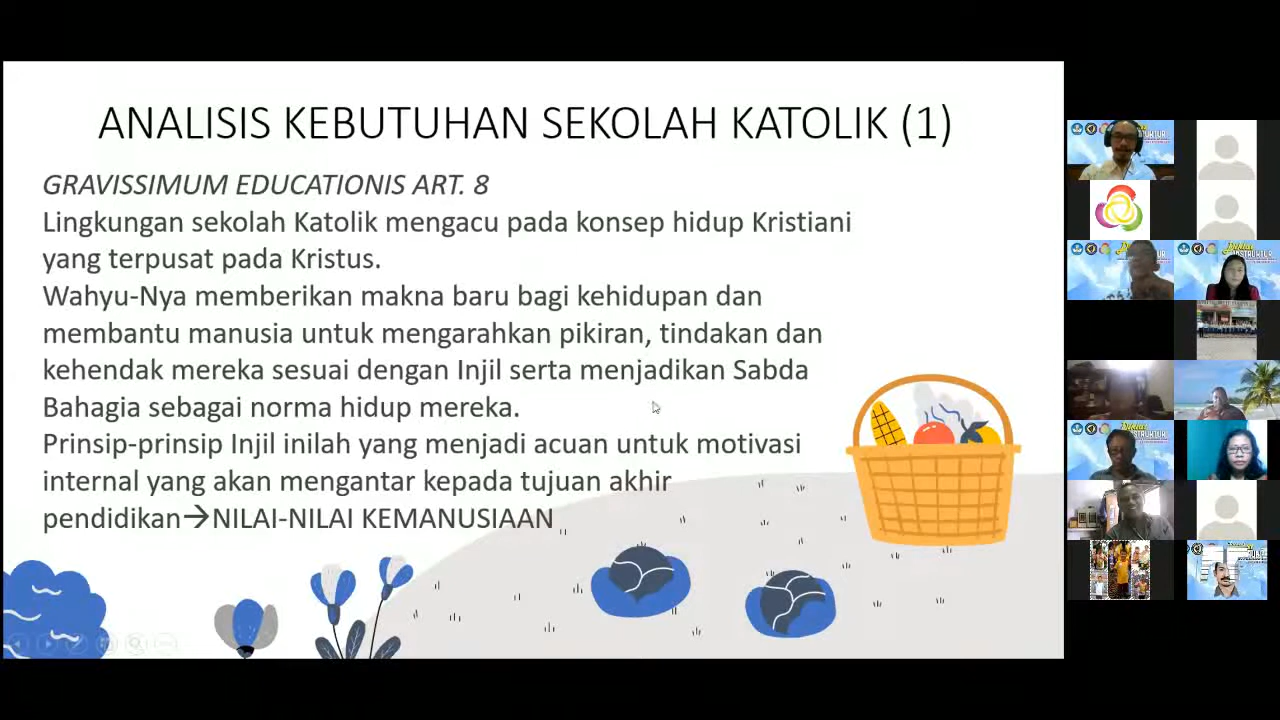 ANALISIS KEBUTUHAN SEKOLAH KATOLIK (1)
GRAVISSIMUM EDUCATIONIS ART. 8
Lingkungan sekolah Katolik mengacu pada konsep hidup Kristiani
yang terpusat pada Kristus.
Wahyu-Nya memberikan makna baru bagi kehidupan dan
membantu manusia untuk mengarahkan pikiran, tindakan dan
kehendak mereka sesuai dengan Injil serta menjadikan Sabda
Bahagia sebagai norma hidup mereka.
Prinsip-prinsip Injil inilah yang menjadi acuan untuk motivasi
internal yang akan mengantar kepada tujuan akhir
pendidikan→NILAI-NILAI KEMANUSIAAN